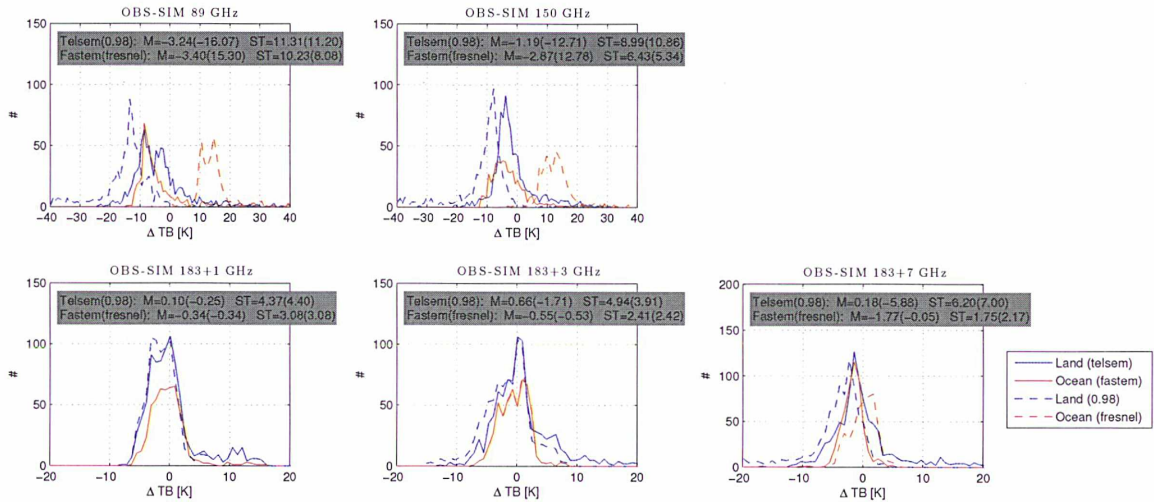 OBS-SIM 89 GHz
150
Telsem(0.98): M=-3.24(-16.07) ST=11.31(11.20)
Fastem(fresnel): M=-3.40(15.30) ST=10.23(8.08)
100
#
50
0
-40 -30 -20 -10 0 10 20 30 40
Δ TB [K]
OBS-SIM 150 GHz
150
Telsem(0.98): M=-1.19(-12.71) ST=8.99(10.86)
Fastem(fresnel): M=-2.87(12.78) ST=6.43(5.34)
100
#
50
0
-40 -30 -20 -10 0 10 20 30 40
Δ TB [K]
OBS-SIM 183+1 GHz
150
Telsem(0.98): M=0.10(-0.25) ST=4.37(4.40)
Fastem(fresnel): M=-0.34(-0.34) ST=3.08(3.08)
100
#
50
0
-20 -10 0 10 20
Δ TB [K]
OBS-SIM 183+3 GHz
150
Telsem(0.98): M=0.66(-1.71) ST=4.94(3.91)
Fastem(fresnel): M=-0.55(-0.53) ST=2.41(2.42)
100
#
50
0
-20 -10 0 10 20
Δ TB [K]
OBS-SIM 183+7 GHz
200
Telsem(0.98): M=0.18(-5.88) ST=6.20(7.00)
150
Fastem(fresnel): M=-1.77(-0.05) ST=1.75(2.17)
#
100
50
0
-20 -10 0 10 20
Δ TB [K]
Land (telsem)
Ocean (fastem)
Land (0.98)
Ocean (fresnel)